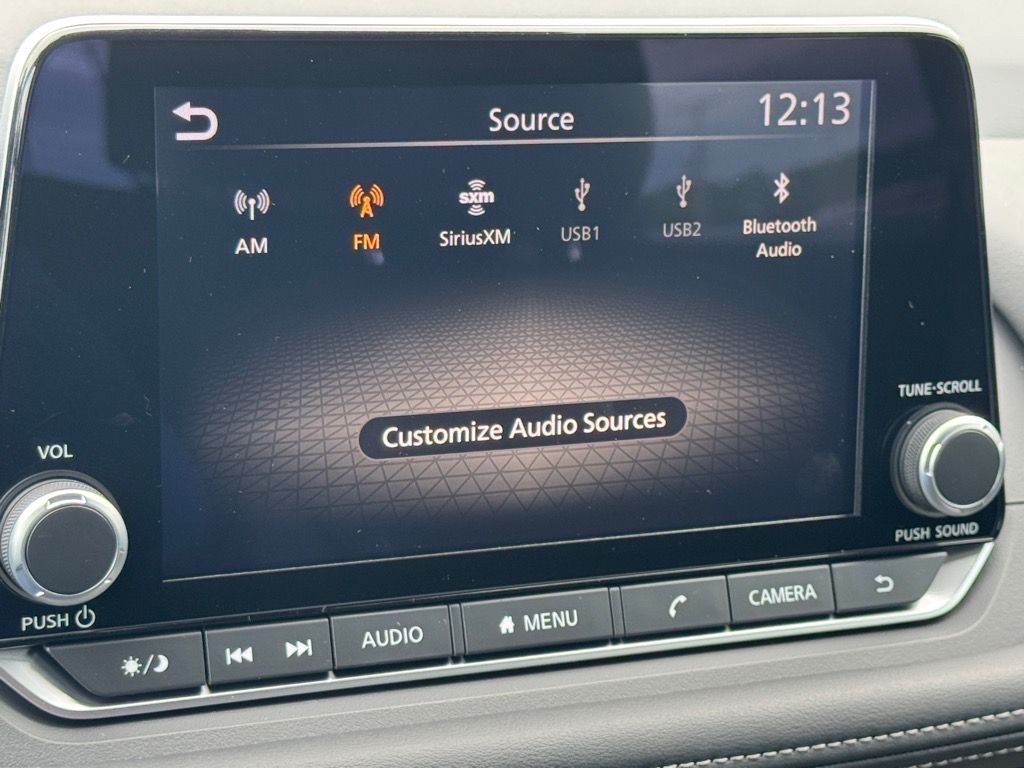 Source
12:13
AM
FM
sxm
SiriusXM
USB1
USB2
Bluetooth
Audio
Customize Audio Sources
VOL
PUSH
TUNE·SCROLL
PUSH SOUND
AUDIO
MENU
CAMERA